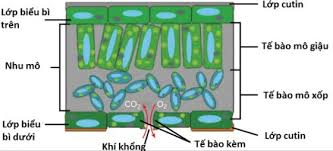 Lớp biểu bì
trên
Nhu mô
Lớp biểu
bì dưới
CO₂
O₂
Khí khổng
Tế bào kèm
Lớp cutin
Tế bào mô giậu
Tế bào mô xốp
Lớp cutin